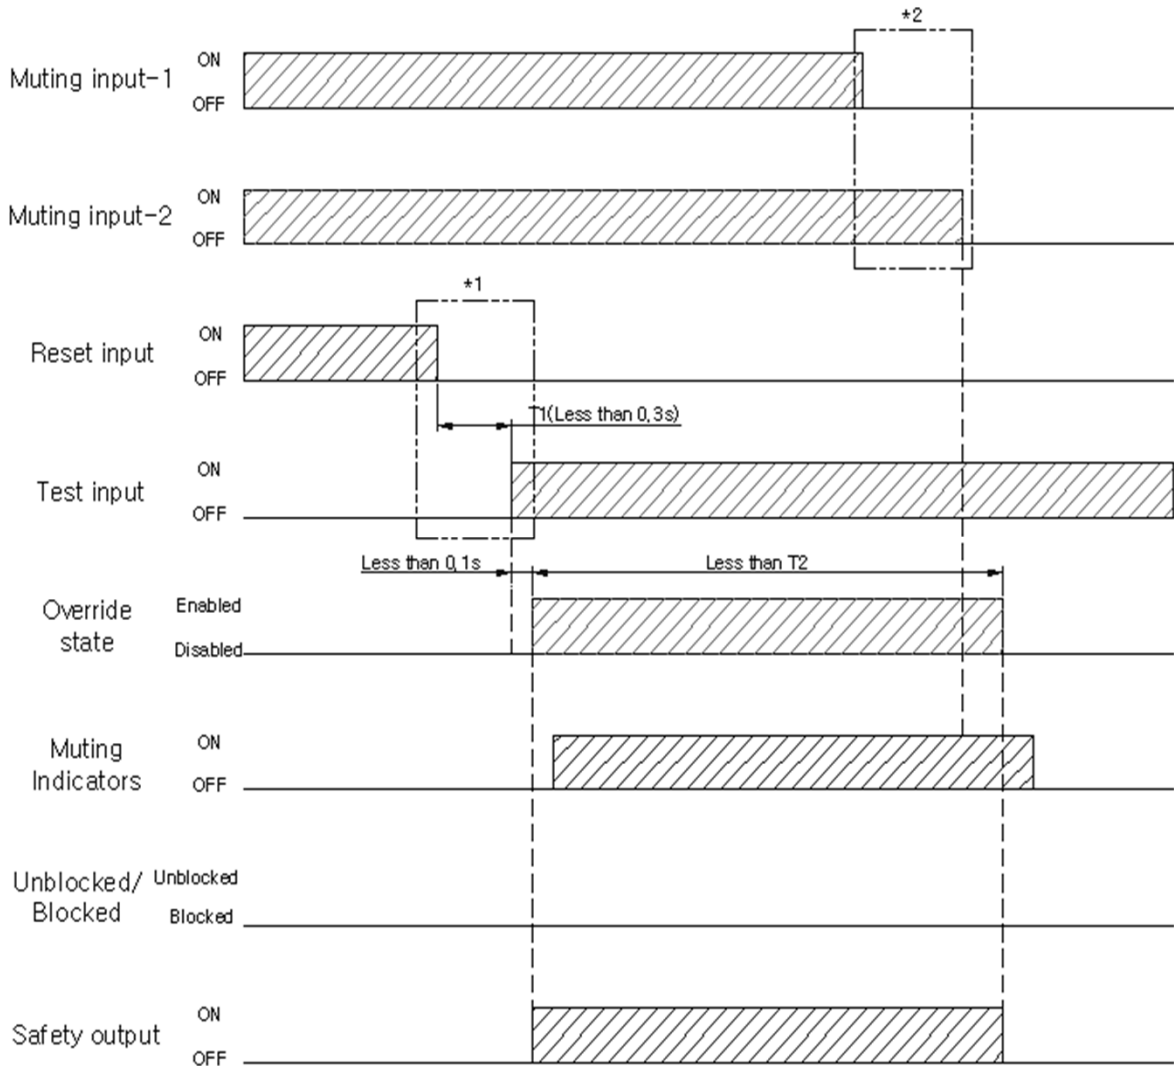 *2
ON
Muting input-1
OFF
ON
Muting input-2
OFF
*1
ON
Reset input
OFF
T1(Less than 0,3s)
ON
Test input
OFF
Less than 0,1s
Less than T2
Override
state
Enabled
Disabled
Muting
Indicators
ON
OFF
Unblocked/
Blocked
Unblocked
Blocked
ON
Safety output
OFF